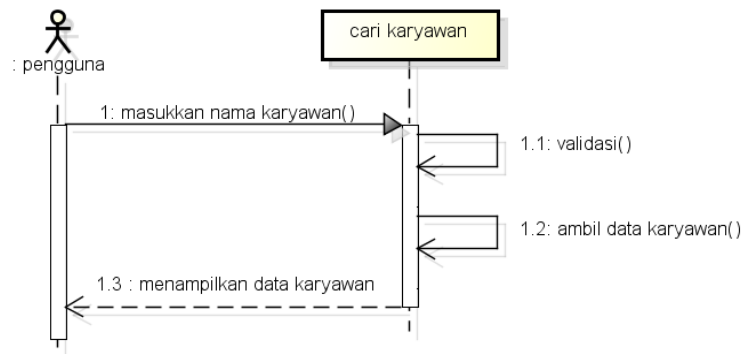 cari karyawan
: pengguna
1: masukkan nama karyawan()
1.1: validasi()
1.2: ambil data karyawan()
1.3 : menampilkan data karyawan